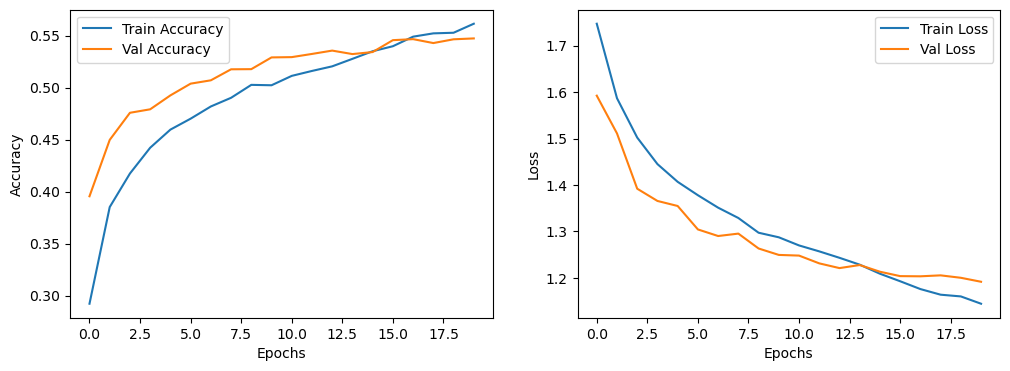 Train Accuracy
Val Accuracy
0.55
0.50
0.45
0.40
0.35
0.30
Accuracy
0.0 2.5 5.0 7.5 10.0 12.5 15.0 17.5
Epochs
Train Loss
Val Loss
1.7
1.6
1.5
1.4
1.3
1.2
Loss
0.0 2.5 5.0 7.5 10.0 12.5 15.0 17.5
Epochs